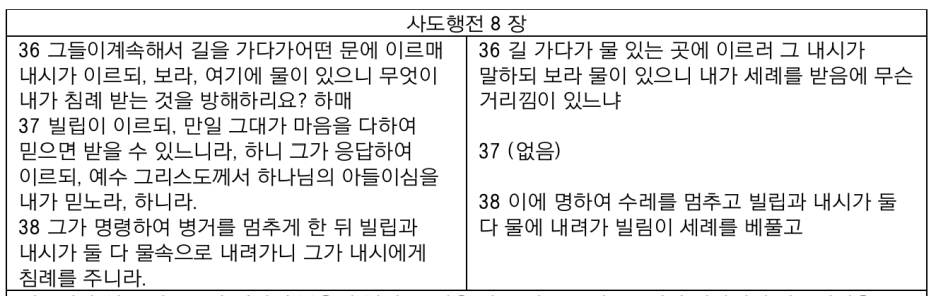 사도행전 8 장
36 그들이계속해서 길을 가다가어떤 문에 이르매
내시가 이르되, 보라, 여기에 물이 있으니 무엇이
내가 침례 받는 것을 방해하리요? 하매
37 빌립이 이르되, 만일 그대가 마음을 다하여
믿으면 받을 수 있느니라, 하니 그가 응답하여
이르되, 예수 그리스도께서 하나님의 아들이심을
내가 믿노라, 하니라.
38 그가 명령하여 병거를 멈추게 한 뒤 빌립과
내시가 둘 다 물속으로 내려가니 그가 내시에게
침례를 주니라.
36 길 가다가 물 있는 곳에 이르러 그 내시가
말하되 보라 물이 있으니 내가 세례를 받음에 무슨
거리낌이 있느냐
37 (없음)
38 이에 명하여 수레를 멈추고 빌립과 내시가 둘
다 물에 내려가 빌림이 세례를 베풀고